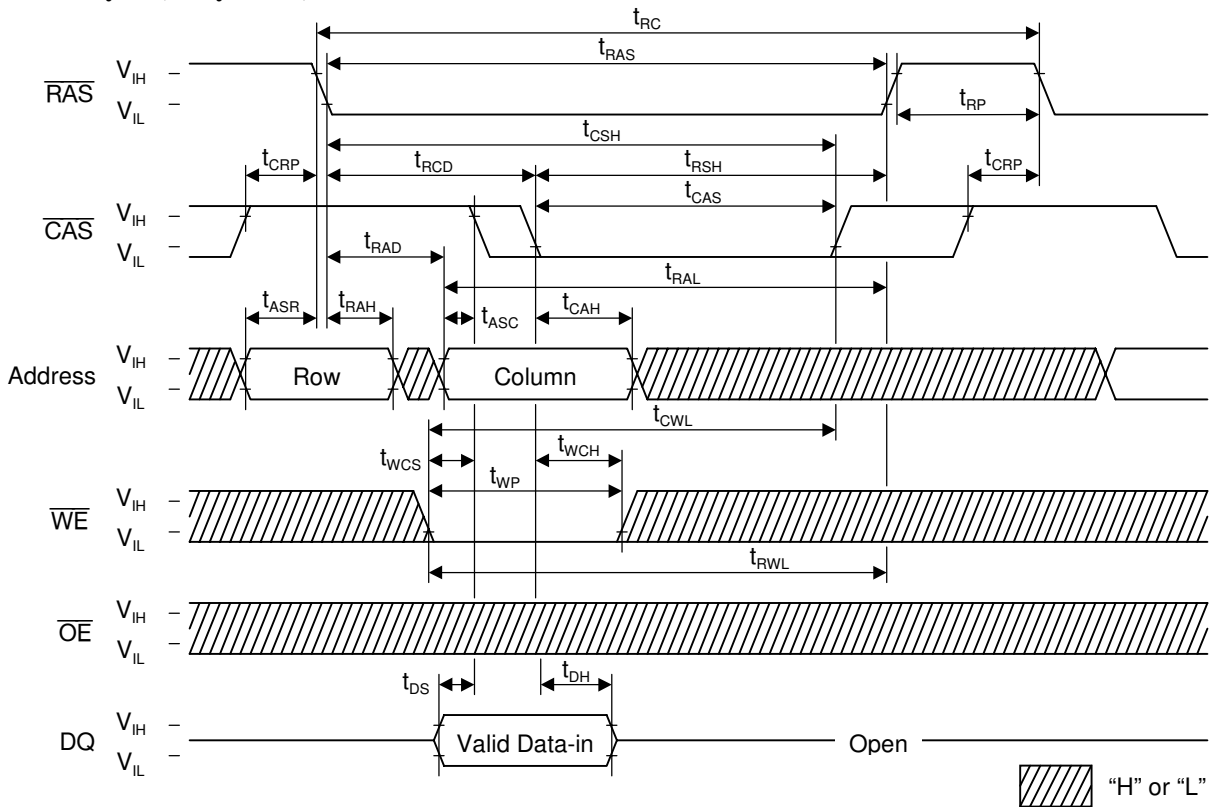 tRC
tRAS
RAS
VIH
VIL
tRP
tCSH
tCRP
tRCD
tRSH
tCRP
tCAS
CAS
VIH
VIL
tRAD
tRAL
tASR
tRAH
tASC
tCAH
Address
VIH
VIL
Row
Column
tCWL
tWCS
tWCH
tWP
WE
VIH
VIL
tRWL
OE
VIH
VIL
tDS
tDH
DQ
VIH
VIL
Valid Data-in
Open
“H” or “L”